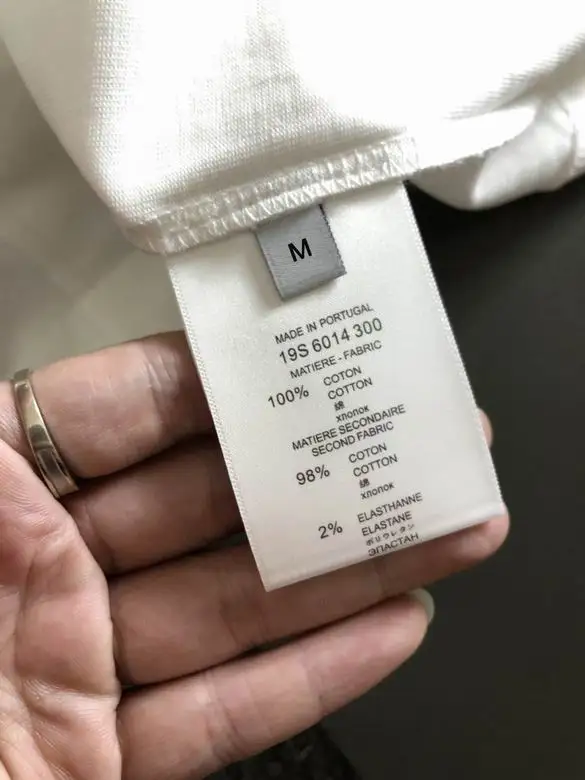 M
MADE IN PORTUGAL
19S 6014 300
MATIERE - FABRIC
100% COTON
COTTON
綿
хлопок
MATIERE SECONDAIRE
SECOND FABRIC
98% COTON
COTTON
綿
хлопок
2% ELASTHANNE
ELASTANE
ポリウレタン
ЭЛАСТАН